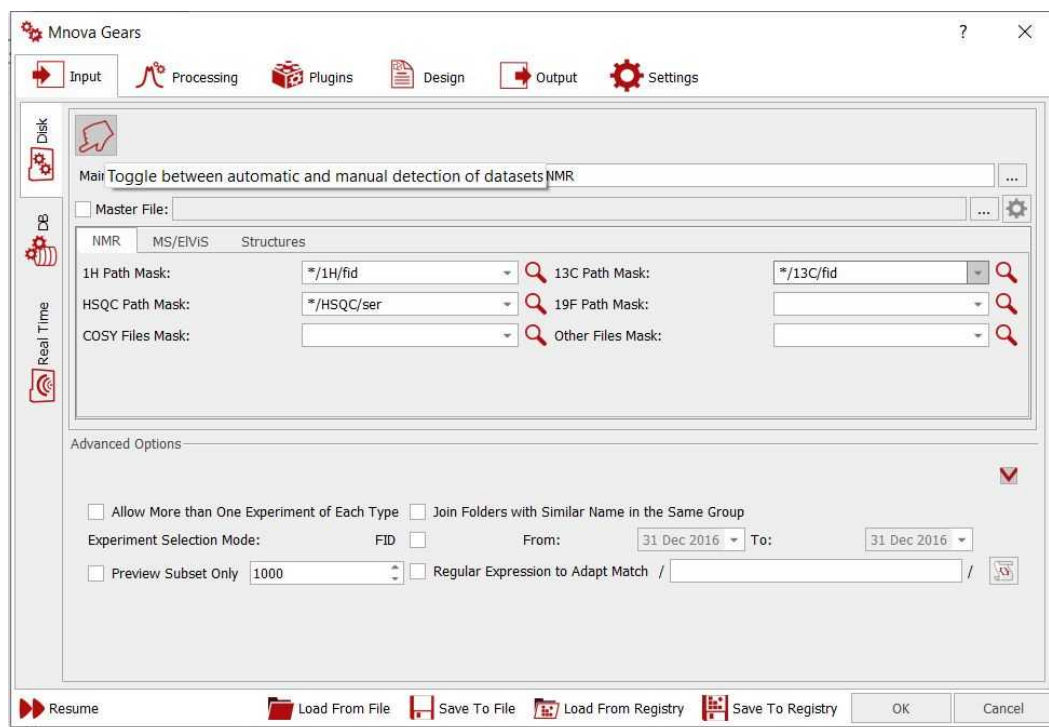 Mnova Gears
?
Input Processing Plugins Design Output Settings
Disk
DB
Real Time
Toggle between automatic and manual detection of datasets NMR ...
Master File: ...
NMR MS/ElViS Structures
1H Path Mask: */1H/fid 13C Path Mask: */13C/fid
HSQC Path Mask: */HSQC/ser 19F Path Mask:
COSY Files Mask: Other Files Mask:
Advanced Options
Allow More than One Experiment of Each Type Join Folders with Similar Name in the Same Group
Experiment Selection Mode: FID From: 31 Dec 2016 To: 31 Dec 2016
Preview Subset Only 1000 Regular Expression to Adapt Match / /
Resume Load From File Save To File Load From Registry Save To Registry OK Cancel